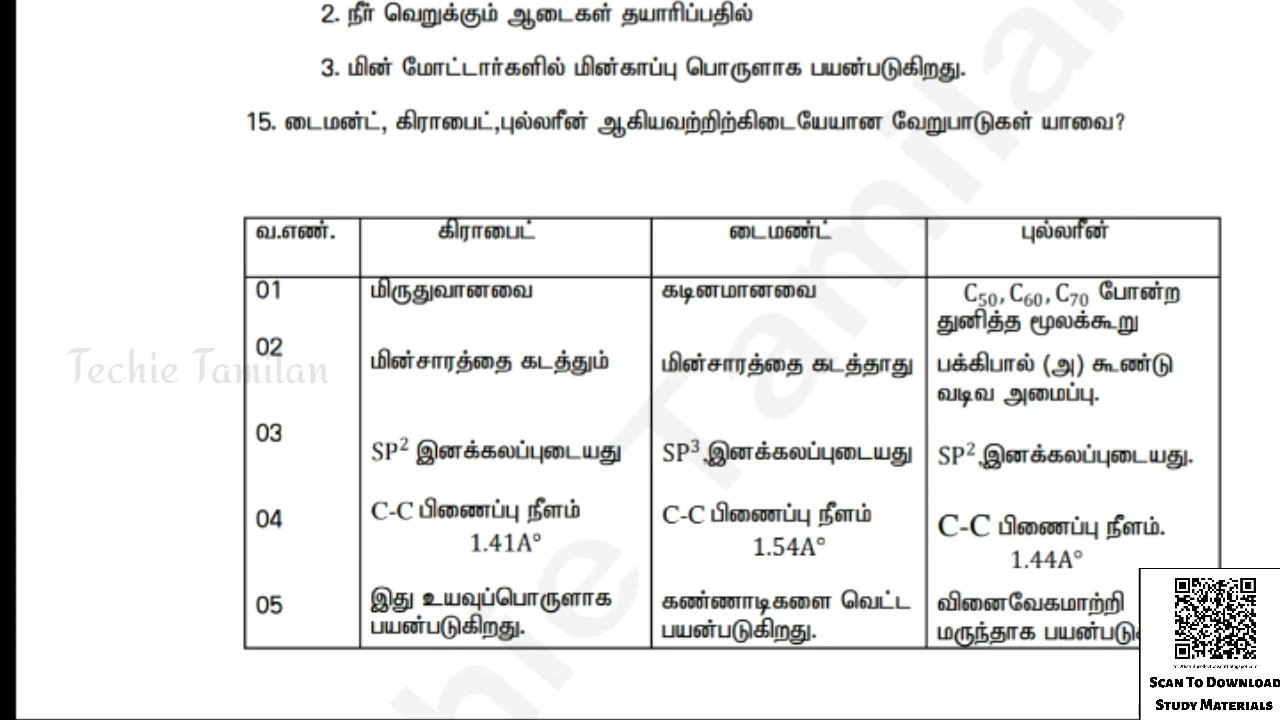 2. நீர் வெறுக்கும் ஆடைகள் தயாரிப்பதில்
3. மின் மோட்டார்களில் மின்காப்பு பொருளாக பயன்படுகிறது.
15. டைமன்ட், கிராபைட்,புல்லரீன் ஆகியவற்றிற்கிடையேயான வேறுபாடுகள் யாவை?
வ.எண். கிராபைட் டைமண்ட் புல்லரீன்
01 மிருதுவானவை கடினமானவை C₅₀, C₆₀, C₇₀ போன்ற
துனித்த மூலக்கூறு
02 மின்சாரத்தை கடத்தும் மின்சாரத்தை கடத்தாது பக்கிபால் (அ) கூண்டு
வடிவ அமைப்பு.
03 SP² இனக்கலப்புடையது SP³,இனக்கலப்புடையது SP²,இனக்கலப்புடையது.
04 C-C பிணைப்பு நீளம் C-C பிணைப்பு நீளம் C-C பிணைப்பு நீளம்.
1.41A° 1.54A° 1.44A°
05 இது உயவுப்பொருளாக கண்ணாடிகளை வெட்ட வினைவேகமாற்றி
பயன்படுகிறது. பயன்படுகிறது. மருந்தாக
Techie Tamilan
SCAN TO DOWNLOAD
STUDY MATERIALS